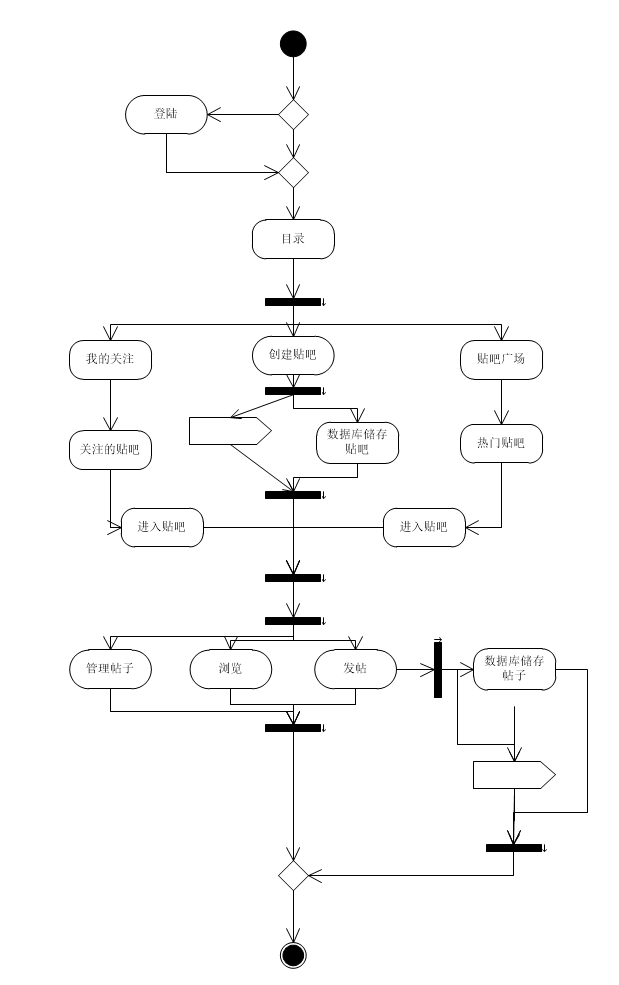 登陆
目录
我的关注
创建贴吧
贴吧广场
数据库储存
贴吧
关注的贴吧
热门贴吧
进入贴吧
进入贴吧
管理帖子
浏览
发帖
数据库储存
帖子